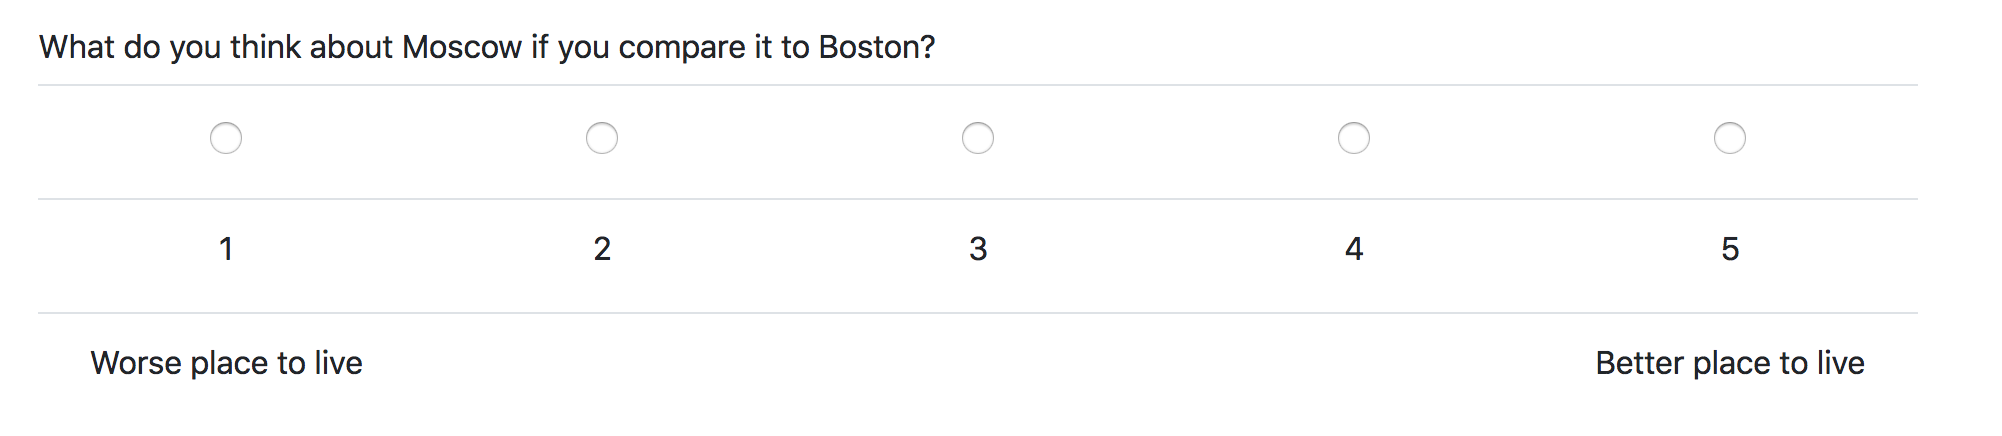 What do you think about Moscow if you compare it to Boston?
1 2 3 4 5
Worse place to live Better place to live